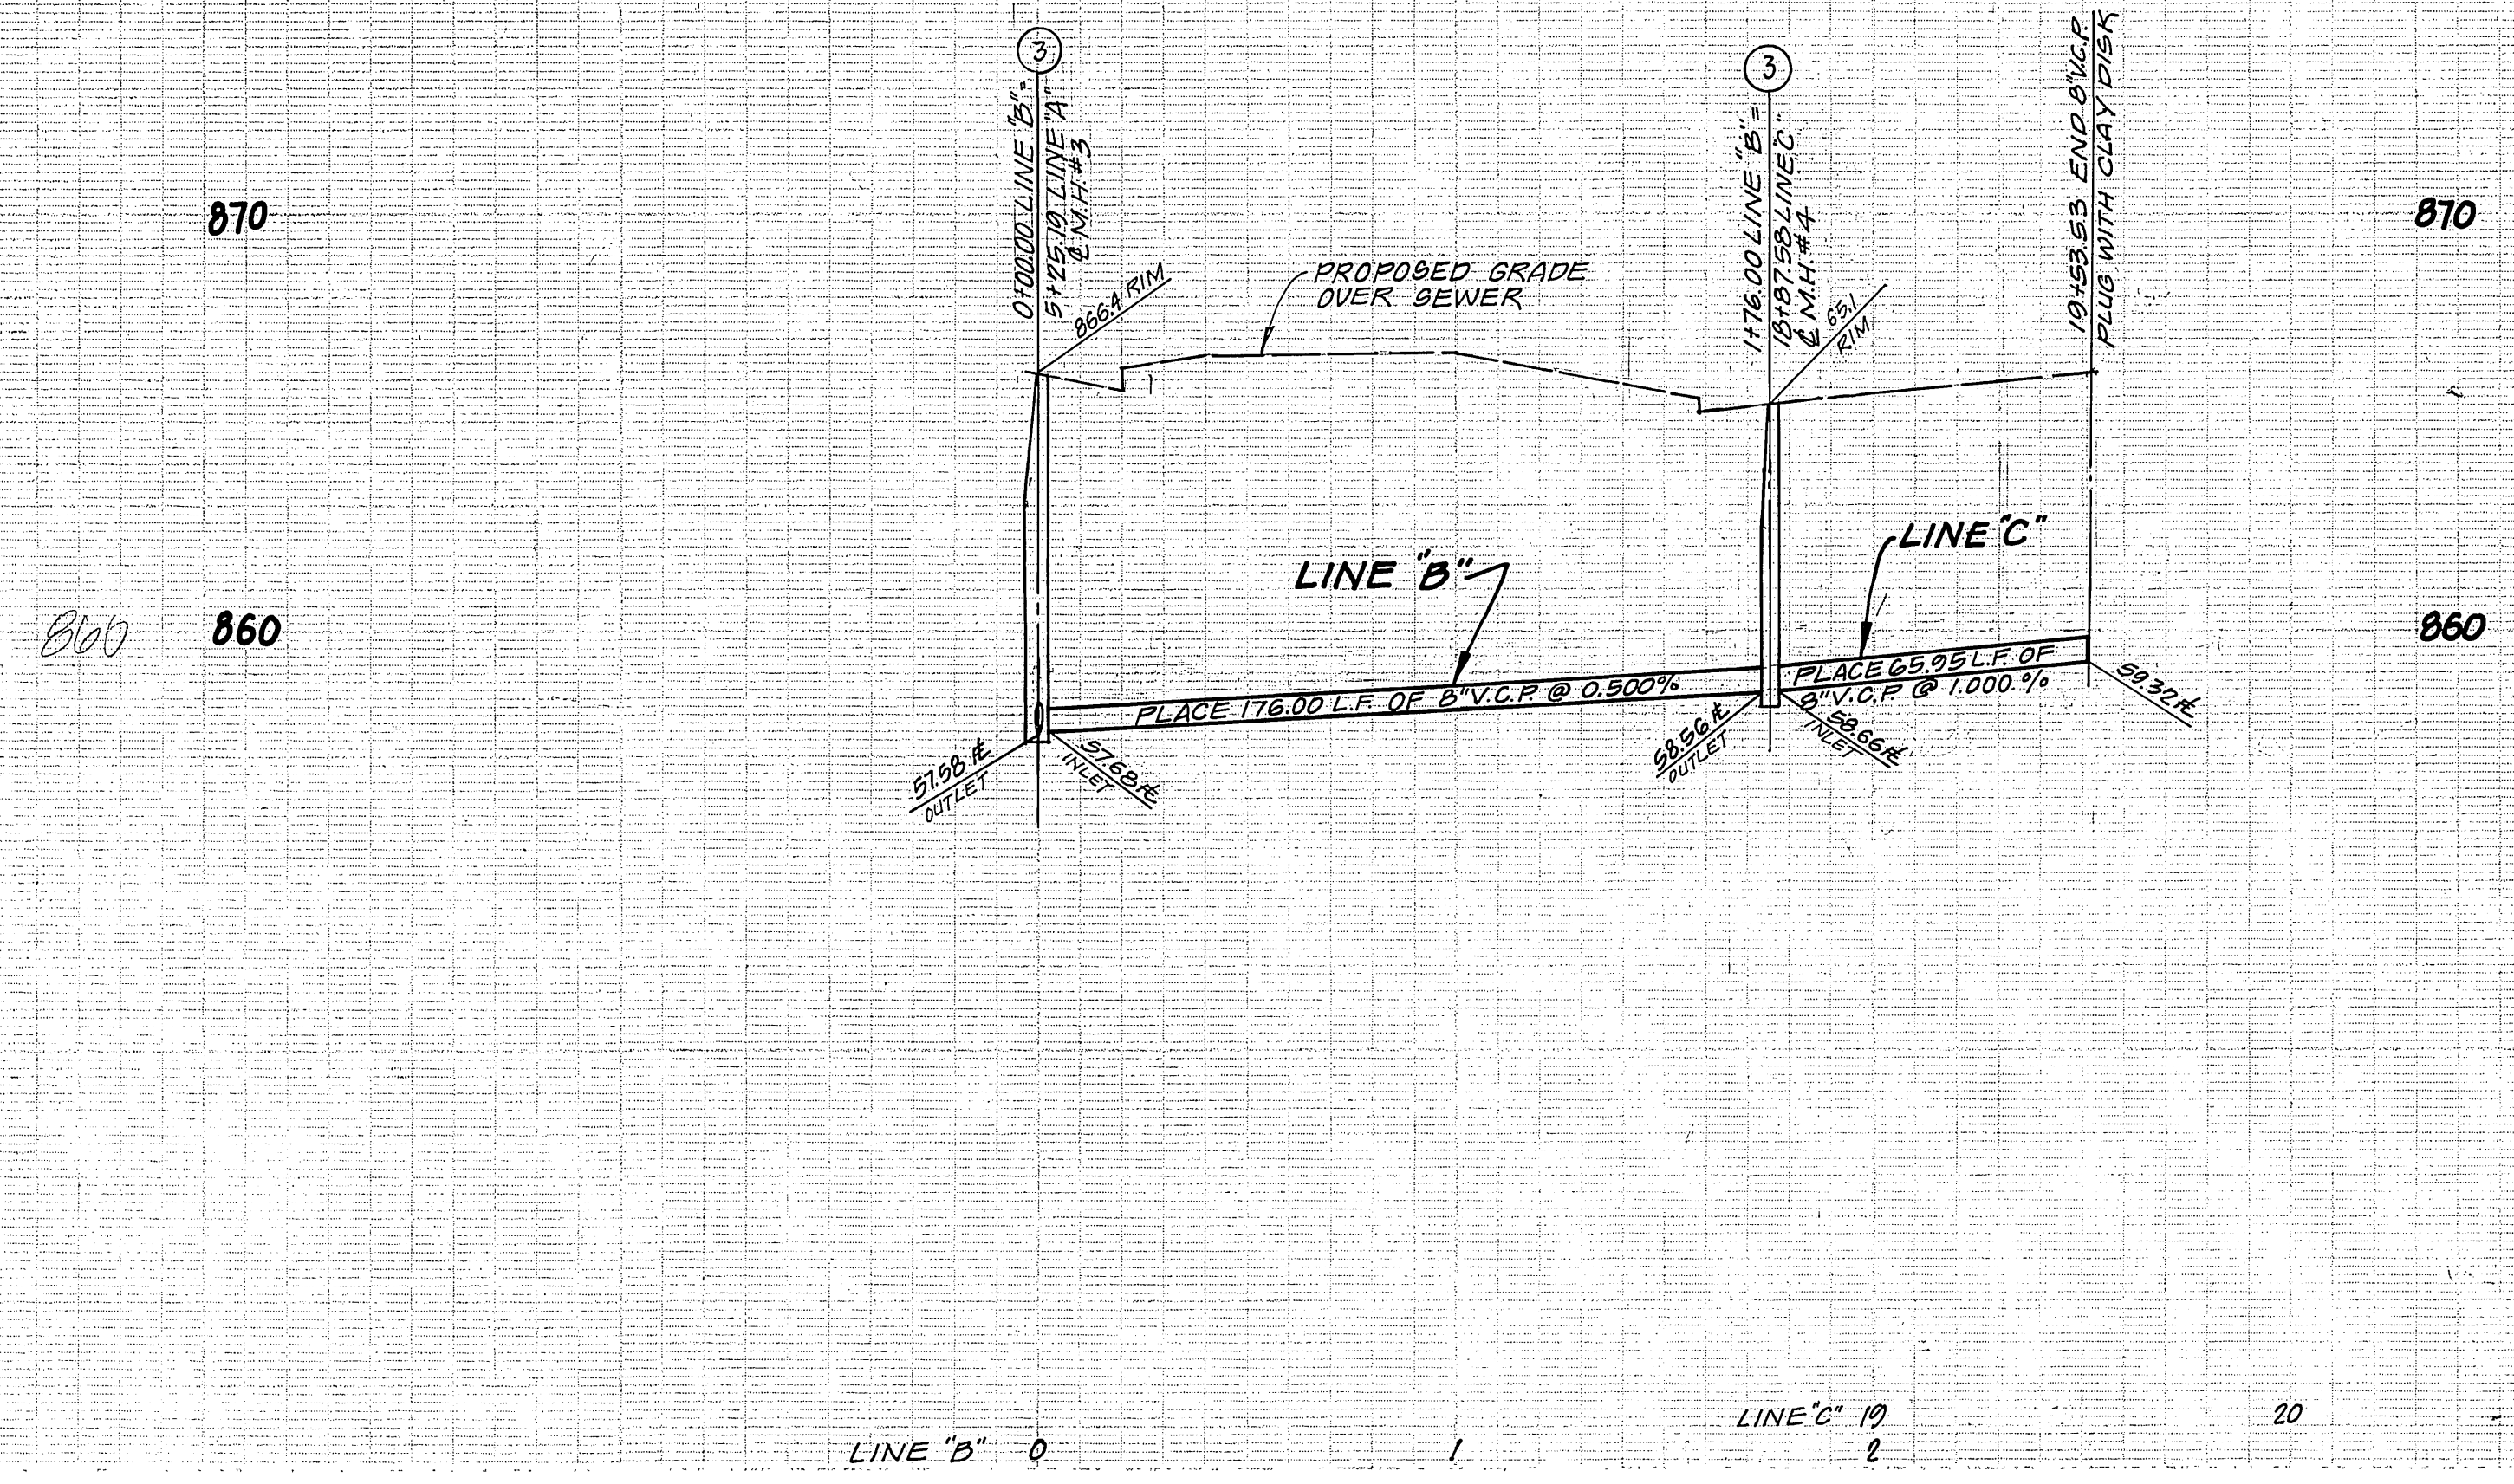 3
0+00.00 LINE "B"=
5+25.19 LINE "A"
℄ M.H. #3
866.4 RIM
3
1+76.00 LINE "B"=
18+87.58 LINE "C"
℄ M.H. #4
65.1
RIM
19+53.53 END 8" V.C.P.
PLUG WITH CLAY DISK
870
870
PROPOSED GRADE
OVER SEWER
LINE "B"
LINE "C"
860
860
860
PLACE 176.00 L.F. OF 8" V.C.P. @ 0.500%
PLACE 65.95 L.F. OF
8" V.C.P. @ 1.000 %
57.58 ℄
OUTLET
57.68 ℄
INLET
58.56 ℄
OUTLET
58.66 ℄
INLET
59.32 ℄
LINE "C" 19
20
LINE "B" 0
1
2